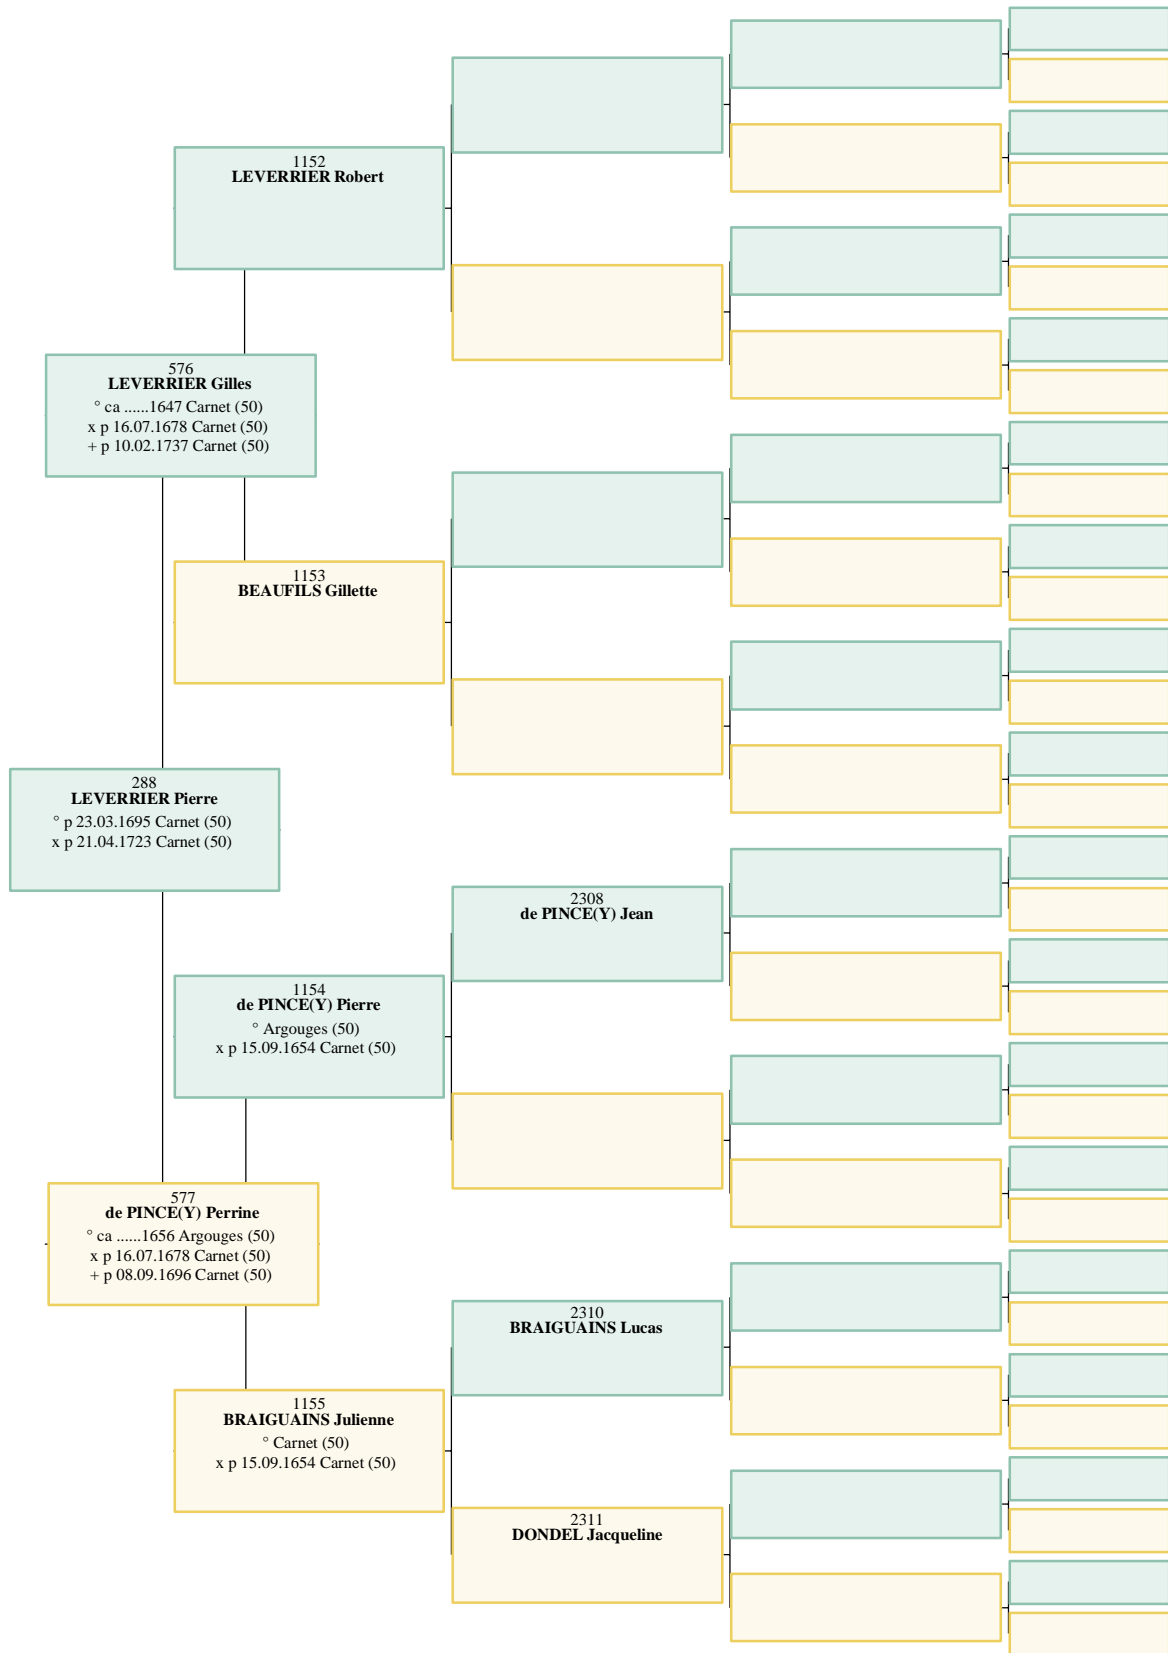 1152
LEVERRIER Robert
576
LEVERRIER Gilles
° ca ......1647 Carnet (50)
x p 16.07.1678 Carnet (50)
+ p 10.02.1737 Carnet (50)
1153
BEAUFILS Gillette
288
LEVERRIER Pierre
° p 23.03.1695 Carnet (50)
x p 21.04.1723 Carnet (50)
2308
de PINCE(Y) Jean
1154
de PINCE(Y) Pierre
° Argouges (50)
x p 15.09.1654 Carnet (50)
577
de PINCE(Y) Perrine
° ca ......1656 Argouges (50)
x p 16.07.1678 Carnet (50)
+ p 08.09.1696 Carnet (50)
2310
BRAIGUAINS Lucas
1155
BRAIGUAINS Julienne
° Carnet (50)
x p 15.09.1654 Carnet (50)
2311
DONDEL Jacqueline